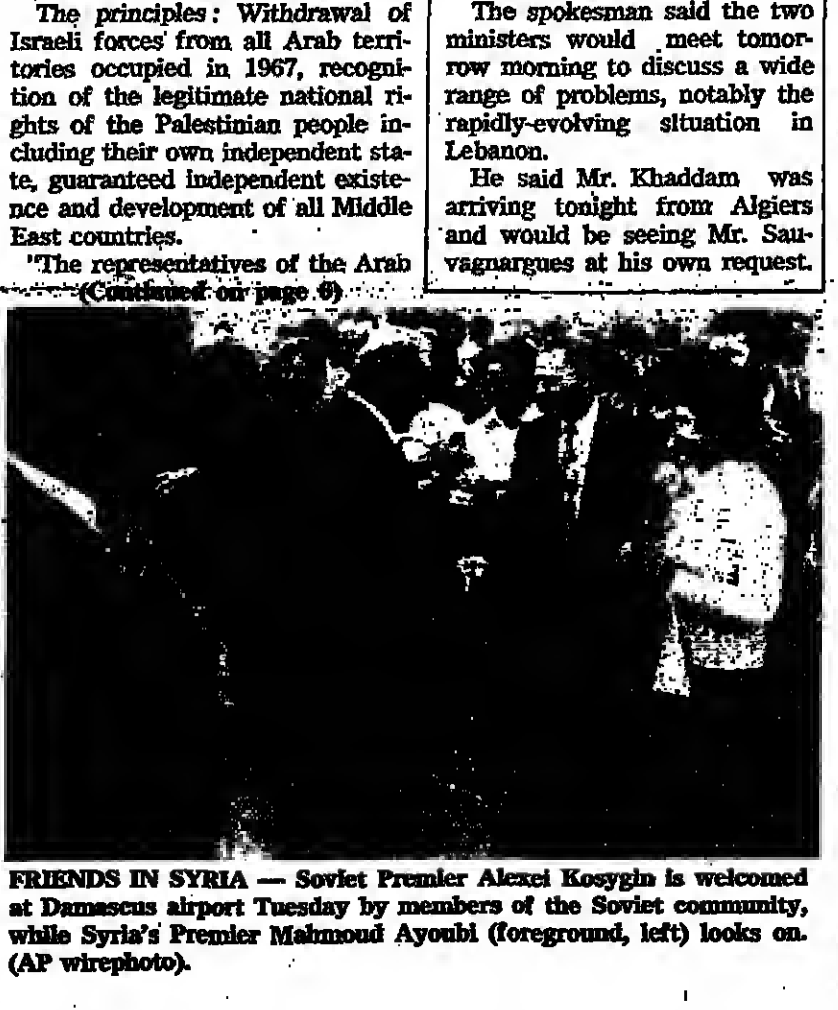 The principles: Withdrawal of
Israeli forces from all Arab terri-
tories occupied in 1967, recogni-
tion of the legitimate national ri-
ghts of the Palestinian people in-
cluding their own independent sta-
te, guaranteed independent existe-
nce and development of all Middle
East countries.
"The representatives of the Arab
(Continued on page 6)
The spokesman said the two
ministers would meet tomor-
row morning to discuss a wide
range of problems, notably the
rapidly-evolving situation in
Lebanon.
He said Mr. Khaddam was
arriving tonight from Algiers
and would be seeing Mr. Sau-
vagnargues at his own request.
FRIENDS IN SYRIA — Soviet Premier Alexei Kosygin is welcomed
at Damascus airport Tuesday by members of the Soviet community,
while Syria's Premier Mahmoud Ayoubi (foreground, left) looks on.
(AP wirephoto).